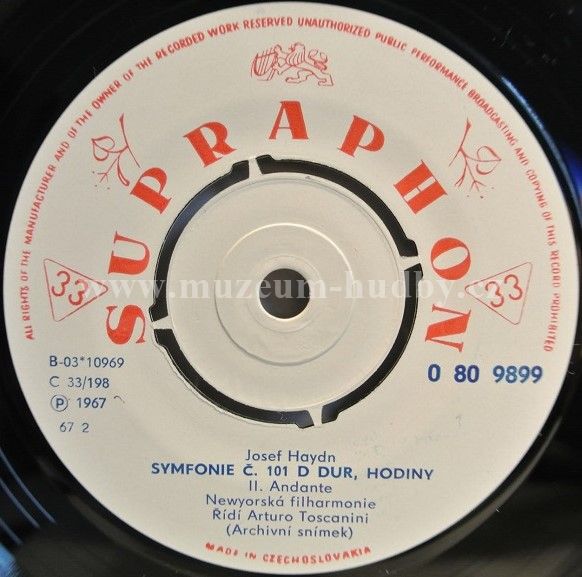 ALL RIGHTS OF THE MANUFACTURER AND OF THE OWNER OF THE RECORDED WORK RESERVED UNAUTHORIZED PUBLIC PERFORMANCE BROADCASTING AND COPYING OF THIS RECORD PROHIBITED
SUPRAPHON
33
33
www.muzeum-hudby.cz
B-03*10969
C 33/198
Ⓟ 1967
67 2
0 80 9899
Josef Haydn
SYMFONIE Č. 101 D DUR, HODINY
II. Andante
Newyorská filharmonie
Řídí Arturo Toscanini
(Archivní snímek)
MADE IN CZECHOSLOVAKIA